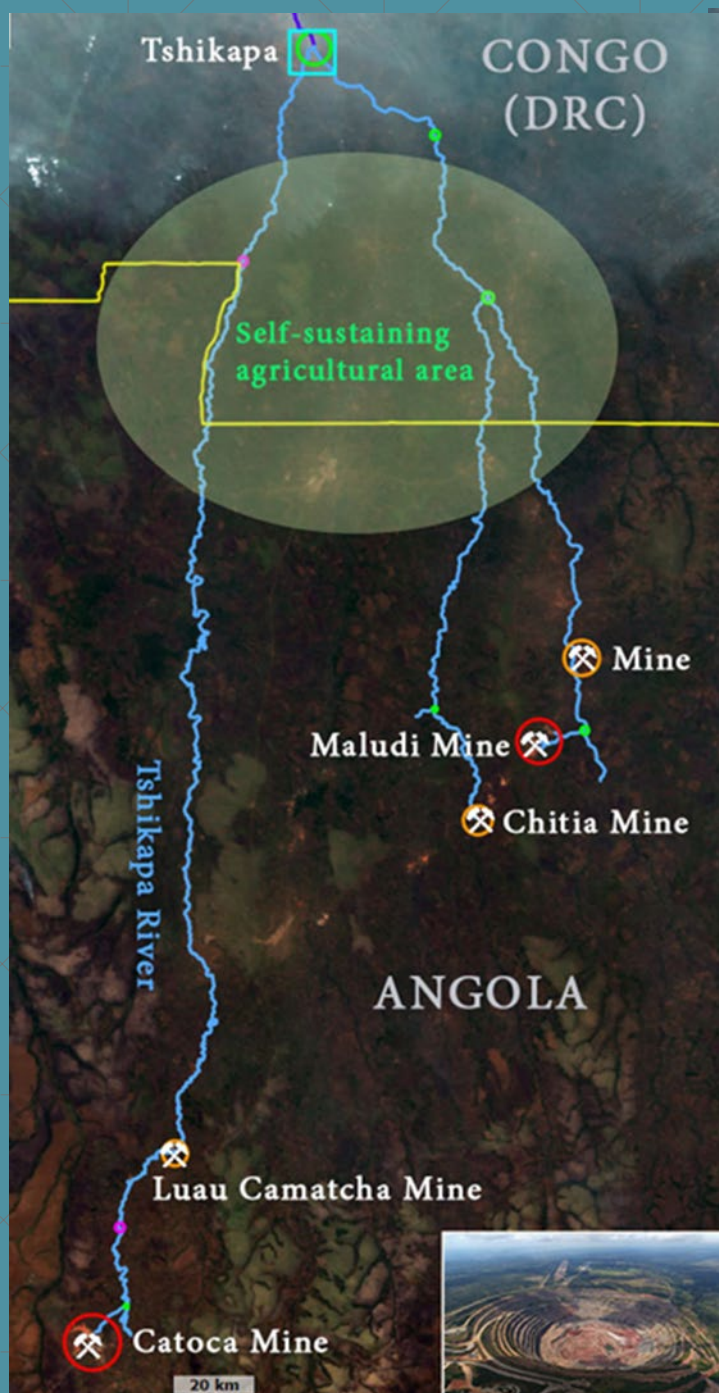 Tshikapa
CONGO
(DRC)
Self-sustaining
agricultural area
Mine
Maludi Mine
Chitia Mine
Tshikapa River
ANGOLA
Luau Camatcha Mine
Catoca Mine
20 km